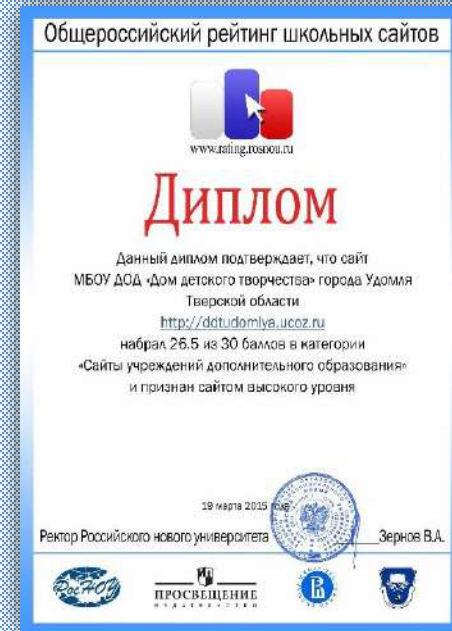 Общероссийский рейтинг школьных сайтов
www.rating.rosnou.ru
Диплом
Данный диплом подтверждает, что сайт
МБОУ ДОД «Дом детского творчества» города Удомля
Тверской области
http://ddtudomlya.ucoz.ru
набрал 26.5 из 30 баллов в категории
«Сайты учреждений дополнительного образования»
и признан сайтом высокого уровня
19 марта 2015 года
Ректор Российского нового университета
Зернов В.А.
РосНОУ
ПРОСВЕЩЕНИЕ
ИЗДАТЕЛЬСТВО